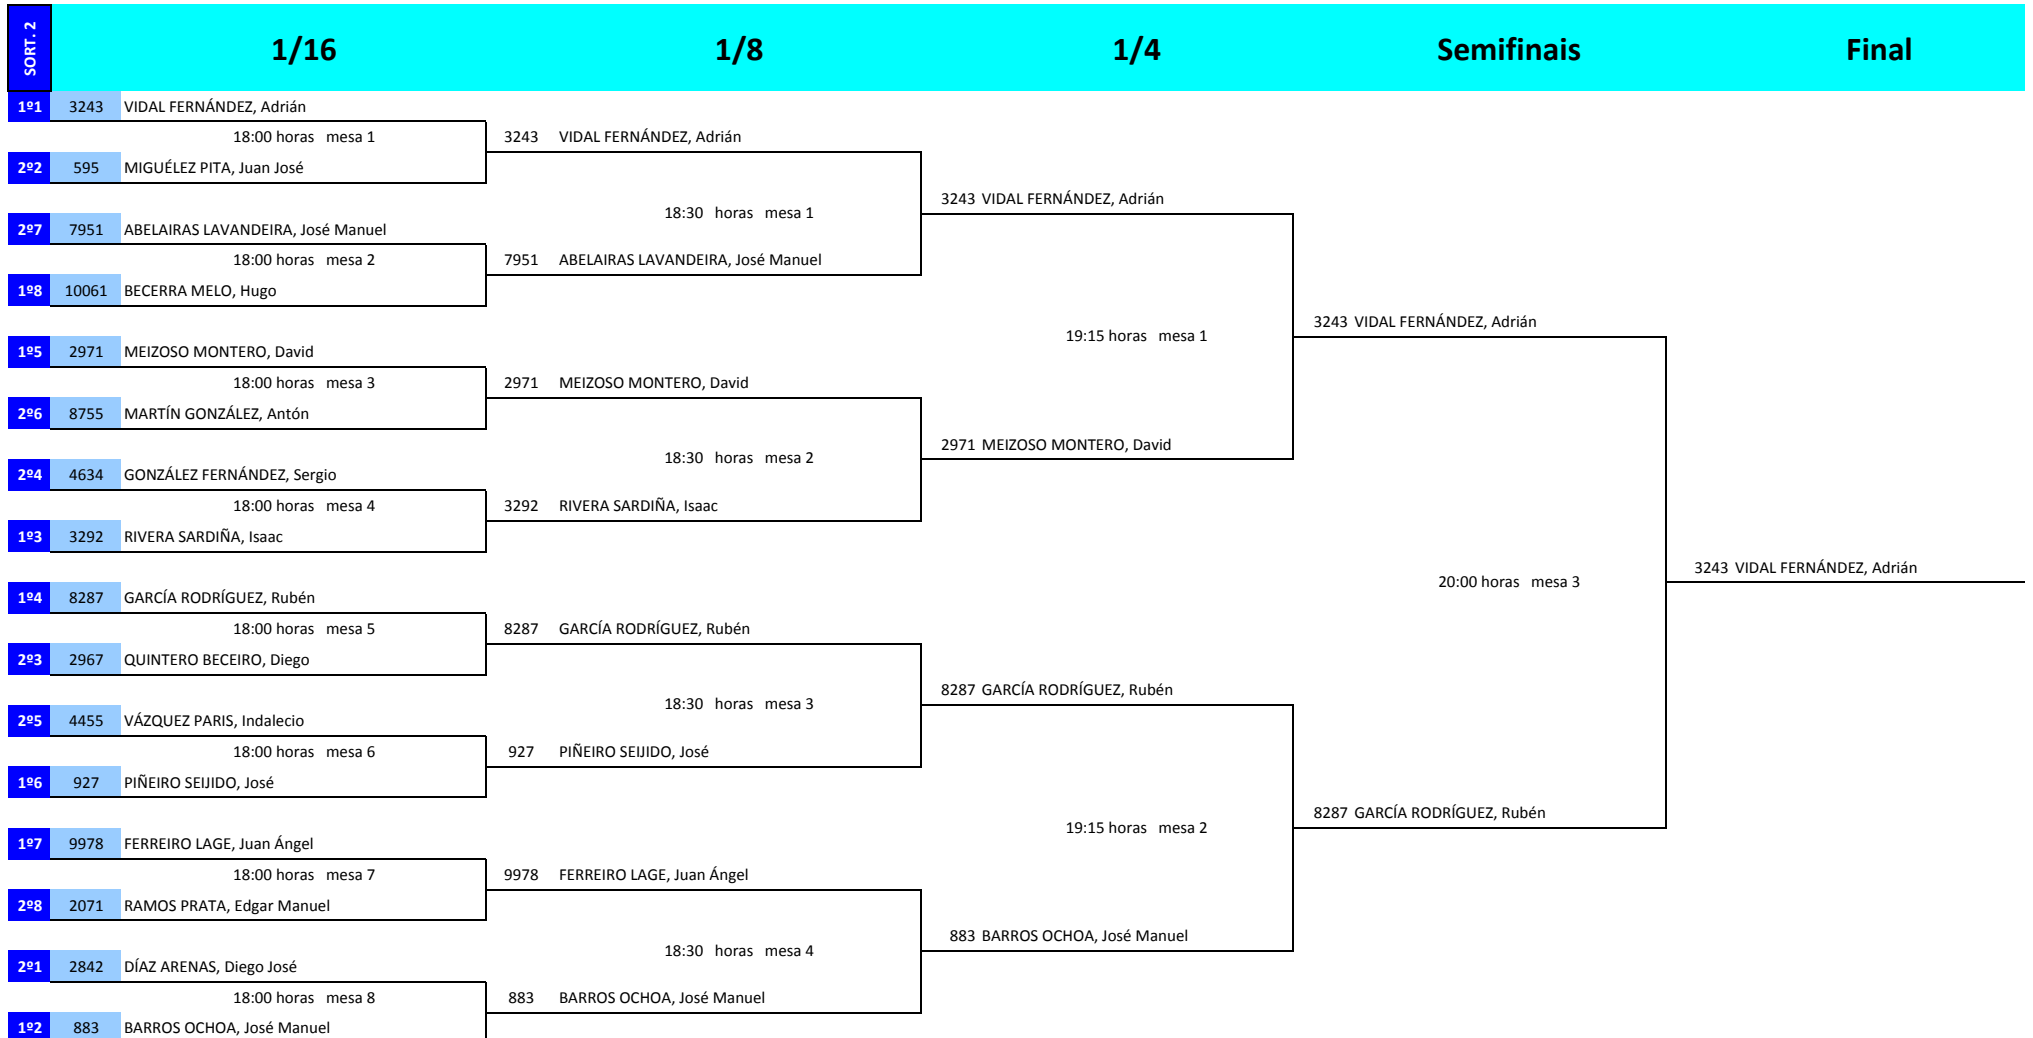 SORT. 2 1/16 1/8 1/4 Semifinais Final
1º1 3243 VIDAL FERNÁNDEZ, Adrián
18:00 horas mesa 1 3243 VIDAL FERNÁNDEZ, Adrián
2º2 595 MIGUÉLEZ PITA, Juan José
3243 VIDAL FERNÁNDEZ, Adrián
18:30 horas mesa 1
2º7 7951 ABELAIRAS LAVANDEIRA, José Manuel
18:00 horas mesa 2 7951 ABELAIRAS LAVANDEIRA, José Manuel
1º8 10061 BECERRA MELO, Hugo
3243 VIDAL FERNÁNDEZ, Adrián
19:15 horas mesa 1
1º5 2971 MEIZOSO MONTERO, David
18:00 horas mesa 3 2971 MEIZOSO MONTERO, David
2º6 8755 MARTÍN GONZÁLEZ, Antón
2971 MEIZOSO MONTERO, David
18:30 horas mesa 2
2º4 4634 GONZÁLEZ FERNÁNDEZ, Sergio
18:00 horas mesa 4 3292 RIVERA SARDIÑA, Isaac
1º3 3292 RIVERA SARDIÑA, Isaac
3243 VIDAL FERNÁNDEZ, Adrián
20:00 horas mesa 3
1º4 8287 GARCÍA RODRÍGUEZ, Rubén
18:00 horas mesa 5 8287 GARCÍA RODRÍGUEZ, Rubén
2º3 2967 QUINTERO BECEIRO, Diego
8287 GARCÍA RODRÍGUEZ, Rubén
18:30 horas mesa 3
2º5 4455 VÁZQUEZ PARIS, Indalecio
18:00 horas mesa 6 927 PIÑEIRO SEIJIDO, José
1º6 927 PIÑEIRO SEIJIDO, José
8287 GARCÍA RODRÍGUEZ, Rubén
19:15 horas mesa 2
1º7 9978 FERREIRO LAGE, Juan Ángel
18:00 horas mesa 7 9978 FERREIRO LAGE, Juan Ángel
2º8 2071 RAMOS PRATA, Edgar Manuel
883 BARROS OCHOA, José Manuel
18:30 horas mesa 4
2º1 2842 DÍAZ ARENAS, Diego José
18:00 horas mesa 8 883 BARROS OCHOA, José Manuel
1º2 883 BARROS OCHOA, José Manuel